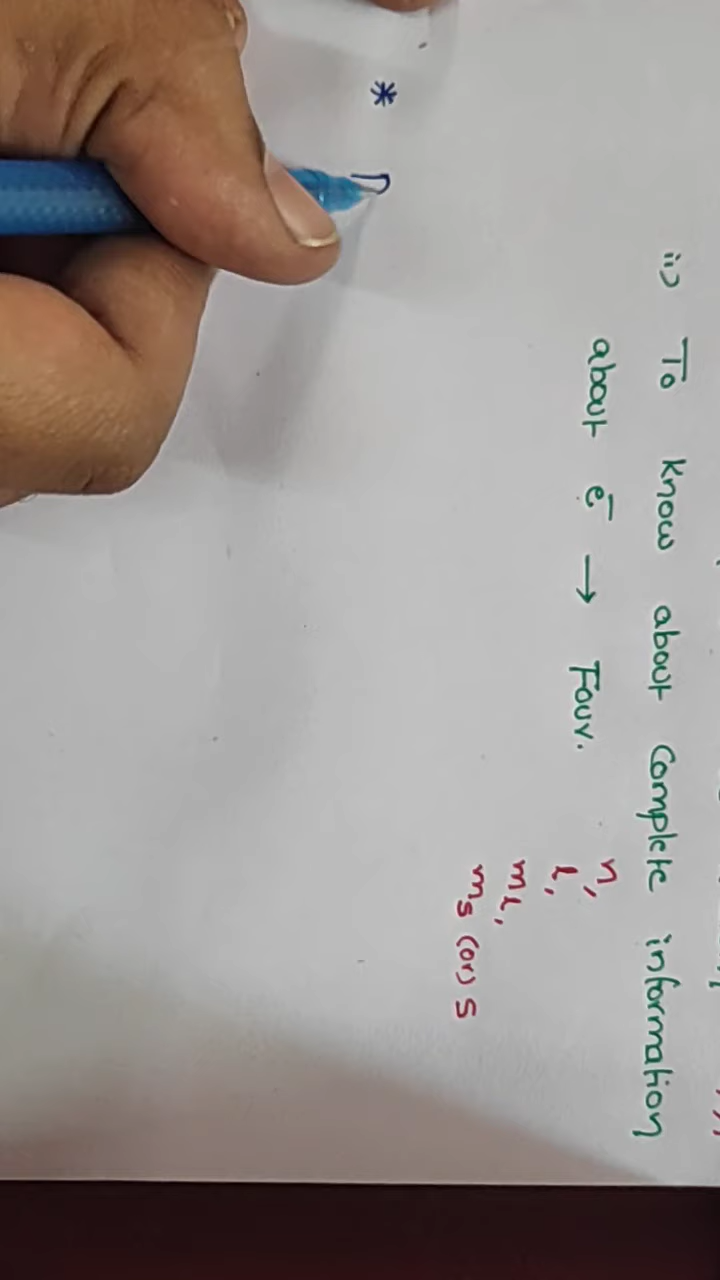 ii) To know about complete information
about e⁻ → Four.
n,
l,
ml,
ms (or) s
* n